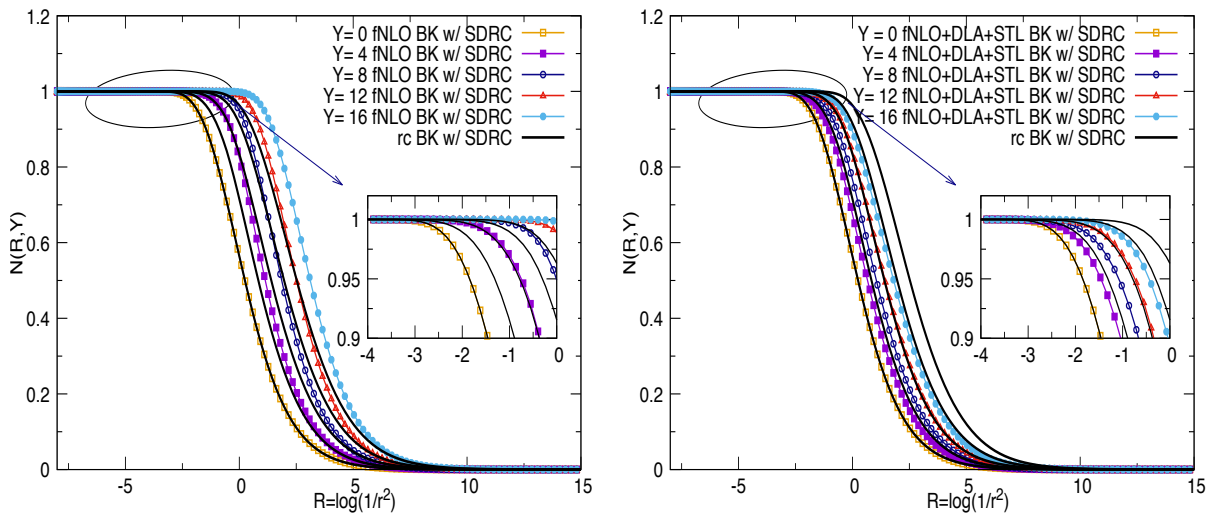 N(R,Y)
1.2
1
0.8
0.6
0.4
0.2
0
-5 0 5 10 15
R=log(1/r²)
Y= 0 fNLO BK w/ SDRC
Y= 4 fNLO BK w/ SDRC
Y= 8 fNLO BK w/ SDRC
Y= 12 fNLO BK w/ SDRC
Y= 16 fNLO BK w/ SDRC
rc BK w/ SDRC
1
0.95
0.9
-4 -3 -2 -1 0
N(R,Y)
1.2
1
0.8
0.6
0.4
0.2
0
-5 0 5 10 15
R=log(1/r²)
Y = 0 fNLO+DLA+STL BK w/ SDRC
Y = 4 fNLO+DLA+STL BK w/ SDRC
Y = 8 fNLO+DLA+STL BK w/ SDRC
Y = 12 fNLO+DLA+STL BK w/ SDRC
Y = 16 fNLO+DLA+STL BK w/ SDRC
rc BK w/ SDRC
1
0.95
0.9
-4 -3 -2 -1 0